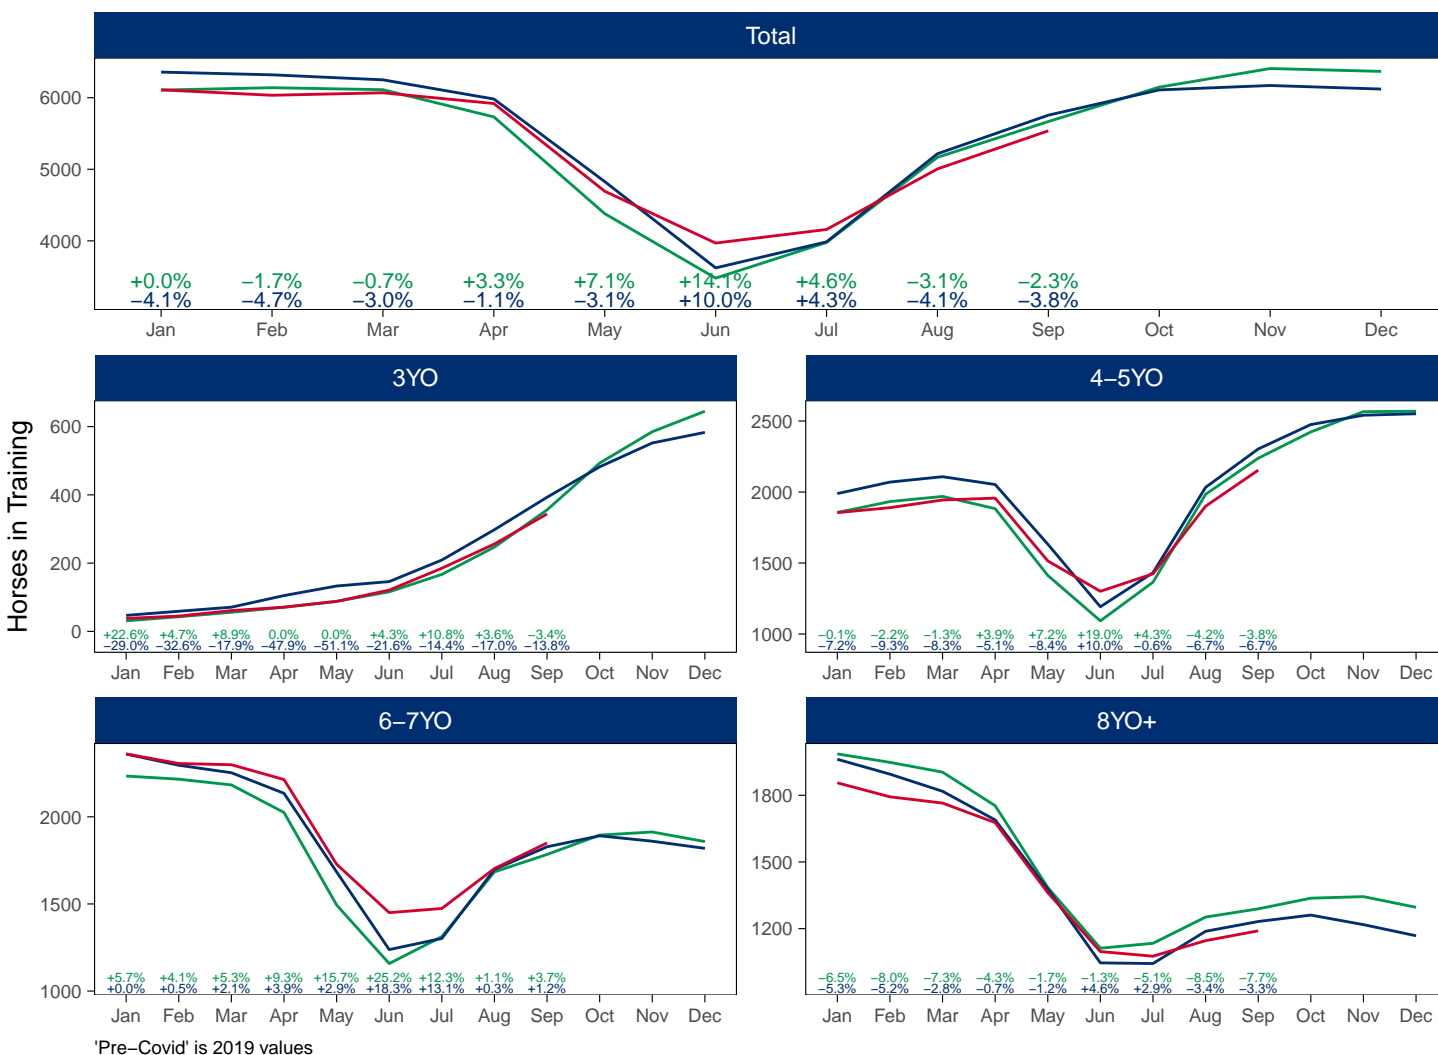 Total
6000
5000
4000
+0.0% −1.7% −0.7% +3.3% +7.1% +14.1% +4.6% −3.1% −2.3%
−4.1% −4.7% −3.0% −1.1% −3.1% +10.0% +4.3% −4.1% −3.8%
Jan Feb Mar Apr May Jun Jul Aug Sep Oct Nov Dec
Horses in Training
3YO
600
400
200
0
+22.6% +4.7% +8.9% 0.0% 0.0% +4.3% +10.8% +3.6% −3.4%
−29.0% −32.6% −17.9% −47.9% −51.1% −21.6% −14.4% −17.0% −13.8%
Jan Feb Mar Apr May Jun Jul Aug Sep Oct Nov Dec
4−5YO
2500
2000
1500
1000
−0.1% −2.2% −1.3% +3.9% +7.2% +19.0% +4.3% −4.2% −3.8%
−7.2% −9.3% −8.3% −5.1% −8.4% +10.0% −0.6% −6.7% −6.7%
Jan Feb Mar Apr May Jun Jul Aug Sep Oct Nov Dec
6−7YO
2000
1500
1000
+5.7% +4.1% +5.3% +9.3% +15.7% +25.2% +12.3% +1.1% +3.7%
+0.0% +0.5% +2.1% +3.9% +2.9% +18.3% +13.1% +0.3% +1.2%
Jan Feb Mar Apr May Jun Jul Aug Sep Oct Nov Dec
8YO+
1800
1500
1200
−6.5% −8.0% −7.3% −4.3% −1.7% −1.3% −5.1% −8.5% −7.7%
−5.3% −5.2% −2.8% −0.7% −1.2% +4.6% +2.9% −3.4% −3.3%
Jan Feb Mar Apr May Jun Jul Aug Sep Oct Nov Dec
'Pre−Covid' is 2019 values